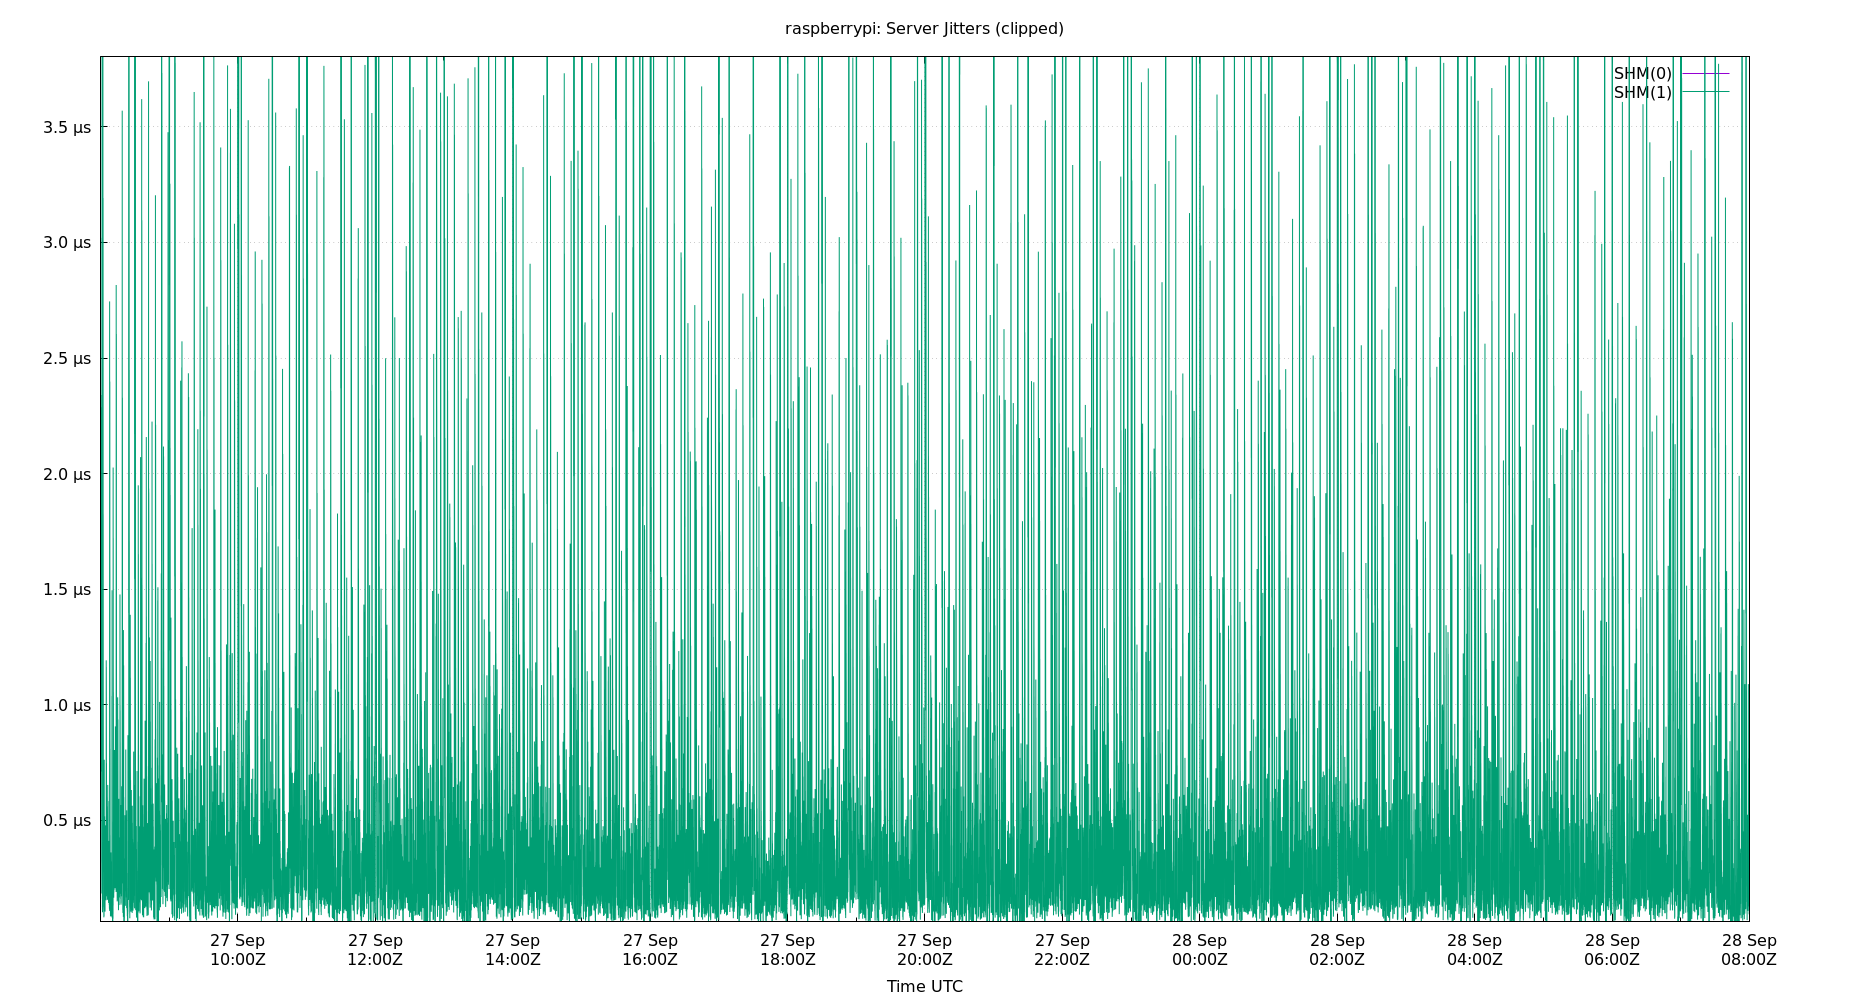 raspberrypi: Server Jitters (clipped)
SHM(0)
SHM(1)
3.5 µs
3.0 µs
2.5 µs
2.0 µs
1.5 µs
1.0 µs
0.5 µs
27 Sep 27 Sep 27 Sep 27 Sep 27 Sep 27 Sep 27 Sep 28 Sep 28 Sep 28 Sep 28 Sep 28 Sep
10:00Z 12:00Z 14:00Z 16:00Z 18:00Z 20:00Z 22:00Z 00:00Z 02:00Z 04:00Z 06:00Z 08:00Z
Time UTC